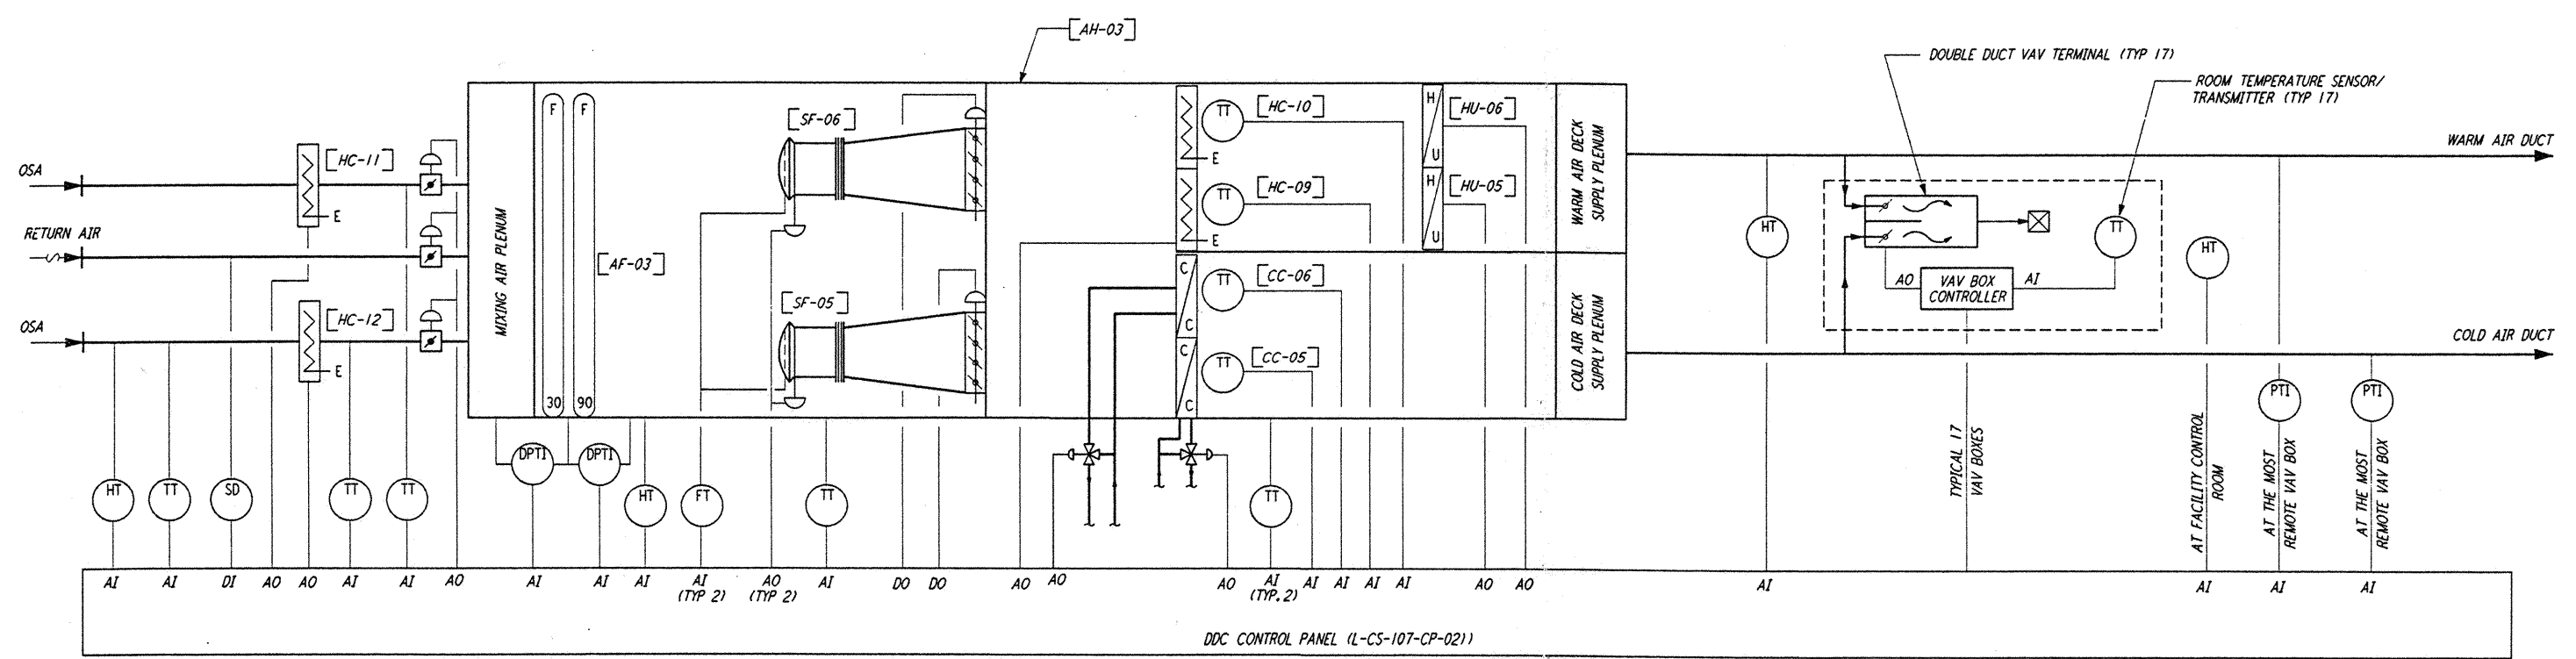 [AH-03]
DOUBLE DUCT VAV TERMINAL (TYP 17)
ROOM TEMPERATURE SENSOR/
TRANSMITTER (TYP 17)
OSA
[HC-11]
E
RETURN AIR
OSA
[HC-12]
E
MIXING AIR PLENUM
F
30
F
90
[AF-03]
[SF-06]
[SF-05]
TT
[HC-10]
E
TT
[HC-09]
E
H
U
[HU-06]
H
U
[HU-05]
C
C
TT
[CC-06]
C
C
TT
[CC-05]
WARM AIR DECK
SUPPLY PLENUM
COLD AIR DECK
SUPPLY PLENUM
WARM AIR DUCT
HT
TT
AO
VAV BOX
CONTROLLER
AI
HT
COLD AIR DUCT
PTI
PTI
HT
TT
SD
TT
TT
DPTI
DPTI
HT
FT
TT
TT
TYPICAL 17
VAV BOXES
AT FACILITY CONTROL
ROOM
AT THE MOST
REMOTE VAV BOX
AT THE MOST
REMOTE VAV BOX
AI
AI
DI
AO
AO
AI
AI
AO
AI
AI
AI
AI
(TYP 2)
AO
(TYP 2)
AI
DO
DO
AO
AO
AO
AI
(TYP.2)
AI
AI
AI
AI
AO
AO
AI
AI
AI
AI
DDC CONTROL PANEL (L-CS-107-CP-021)